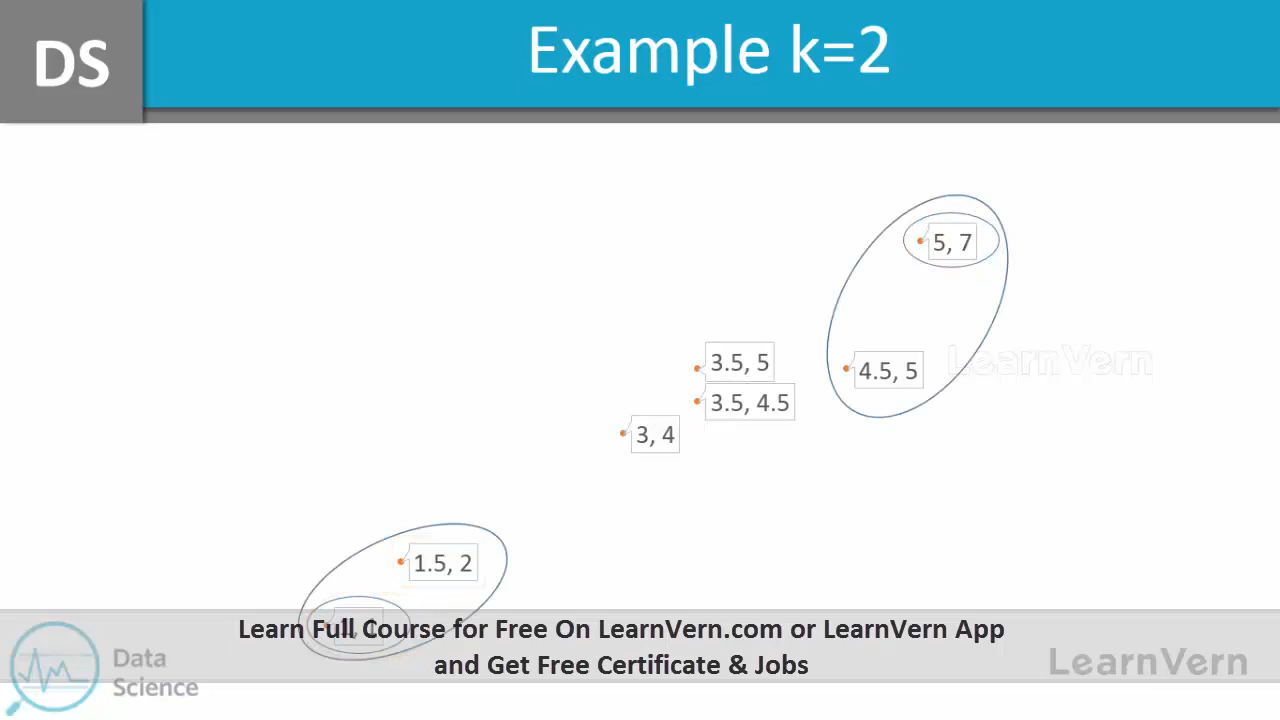 DS
Example k=2
5, 7
3.5, 5
4.5, 5
LearnVern
3.5, 4.5
3, 4
1.5, 2
Learn Full Course for Free On LearnVern.com or LearnVern App
and Get Free Certificate & Jobs
Data
Science
LearnVern